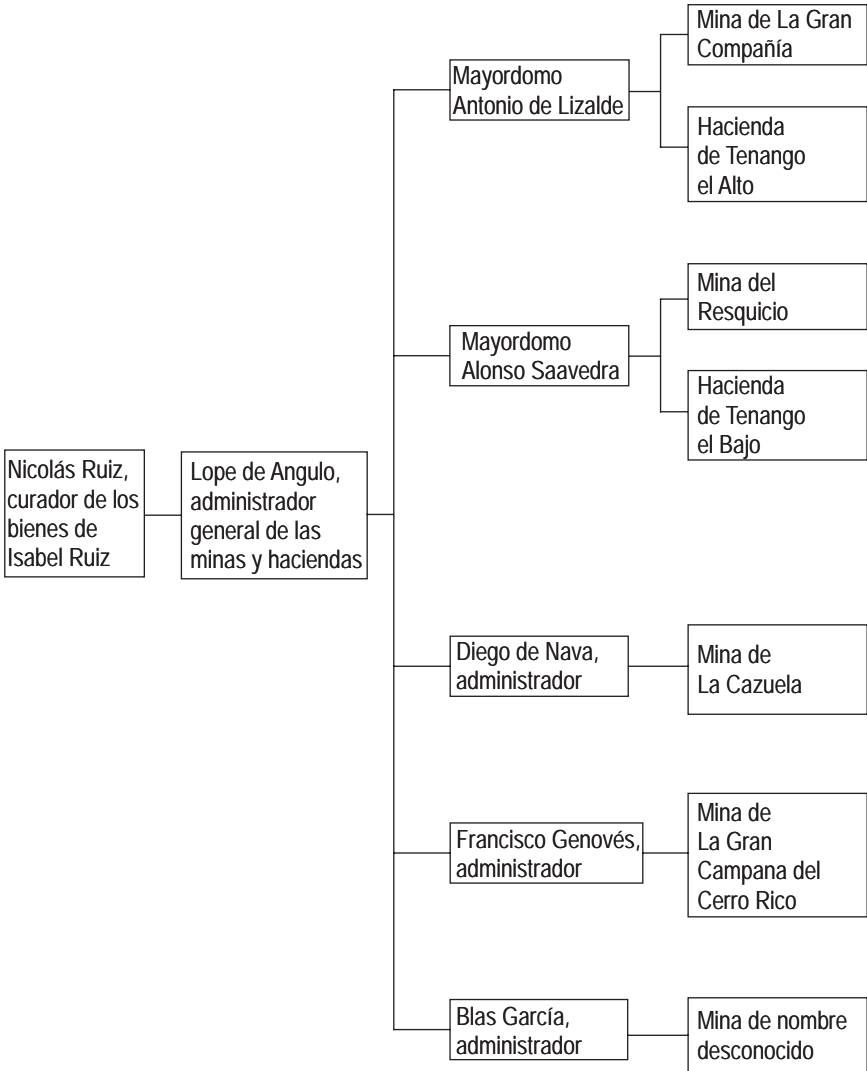 Nicolás Ruiz,
curador de los
bienes de
Isabel Ruiz
Lope de Angulo,
administrador
general de las
minas y haciendas
Mayordomo
Antonio de Lizalde
Mina de La Gran
Compañía
Hacienda
de Tenango
el Alto
Mayordomo
Alonso Saavedra
Mina del
Resquicio
Hacienda
de Tenango
el Bajo
Diego de Nava,
administrador
Mina de
La Cazuela
Francisco Genovés,
administrador
Mina de
La Gran
Campana del
Cerro Rico
Blas García,
administrador
Mina de nombre
desconocido